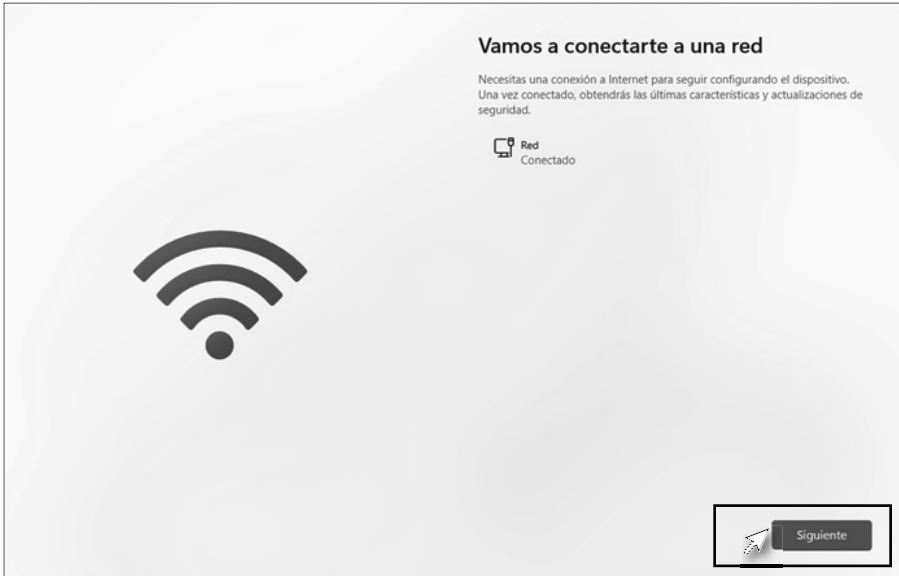 Vamos a conectarte a una red
Necesitas una conexión a Internet para seguir configurando el dispositivo.
Una vez conectado, obtendrás las últimas características y actualizaciones de
seguridad.
Red
Conectado
Siguiente